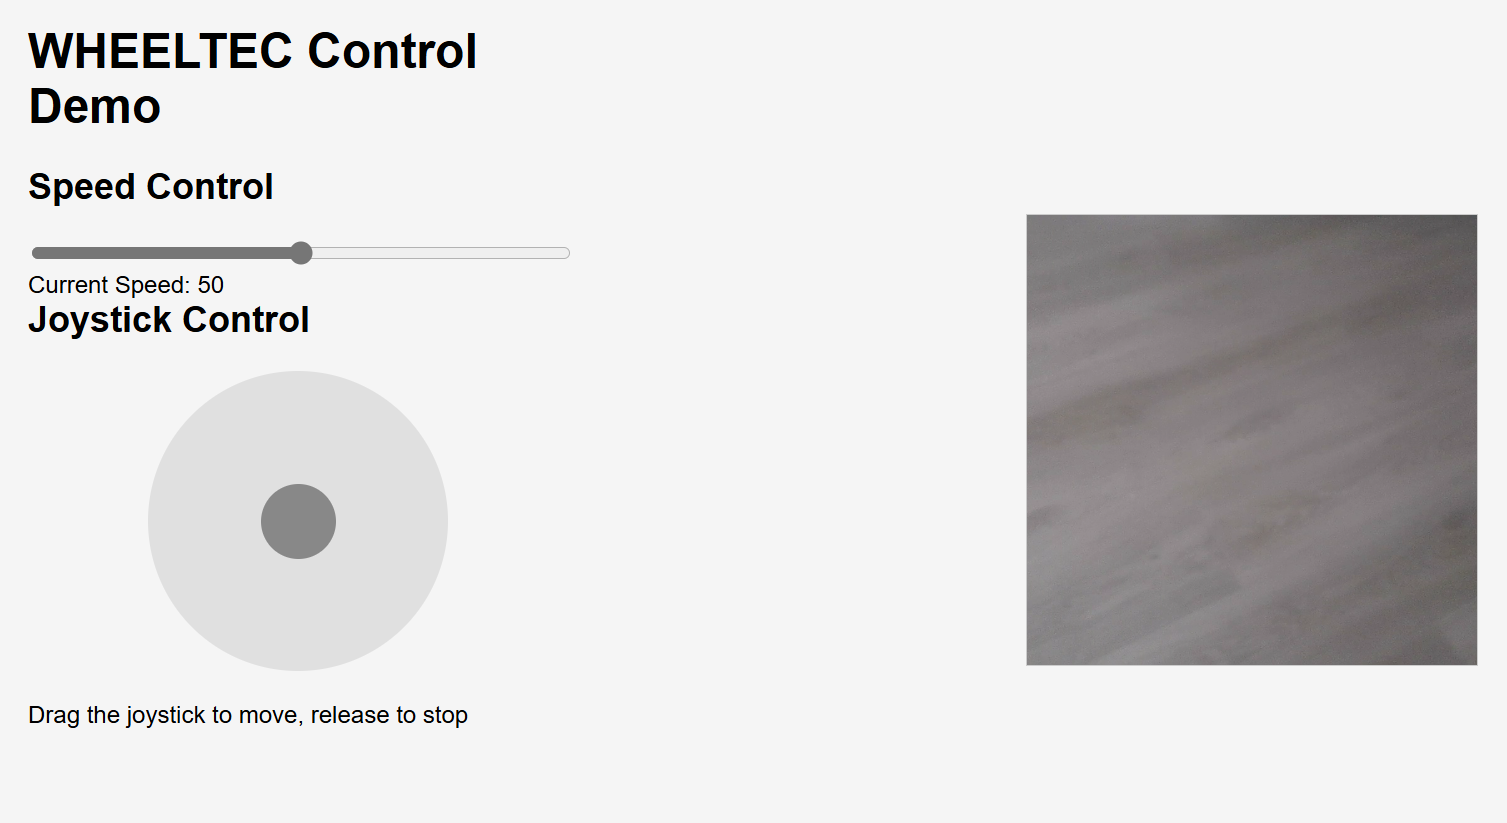 WHEELTEC Control
Demo
Speed Control
Current Speed: 50
Joystick Control
Drag the joystick to move, release to stop